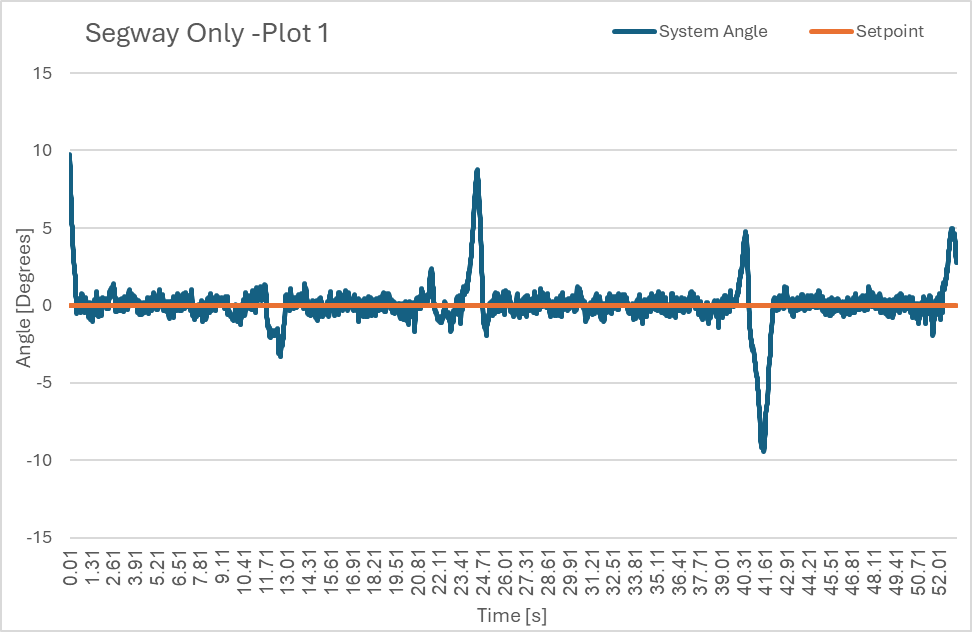 Segway Only -Plot 1
System Angle
Setpoint
15
10
5
0
-5
-10
-15
Angle [Degrees]
0.01 1.31 2.61 3.91 5.21 6.51 7.81 9.11 10.41 11.71 13.01 14.31 15.61 16.91 18.21 19.51 20.81 22.11 23.41 24.71 26.01 27.31 28.61 29.91 31.21 32.51 33.81 35.11 36.41 37.71 39.01 40.31 41.61 42.91 44.21 45.51 46.81 48.11 49.41 50.71 52.01
Time [s]